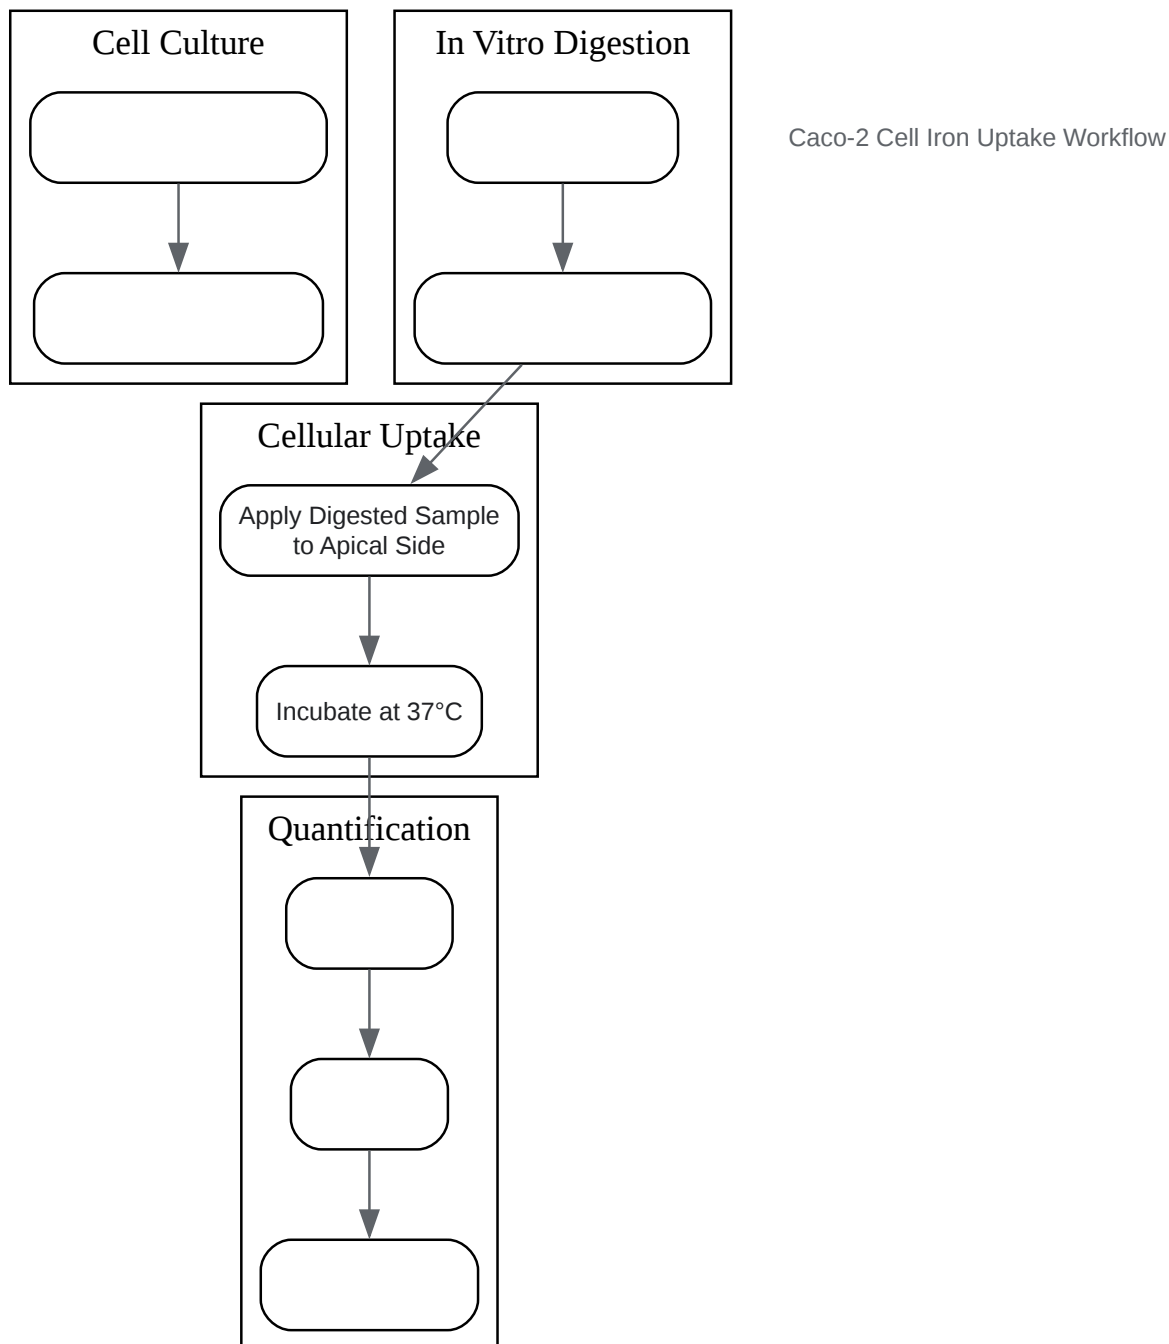 Cell Culture
In Vitro Digestion
Caco-2 Cell Iron Uptake Workflow
Cellular Uptake
Apply Digested Sample
to Apical Side
Incubate at 37°C
Quantification